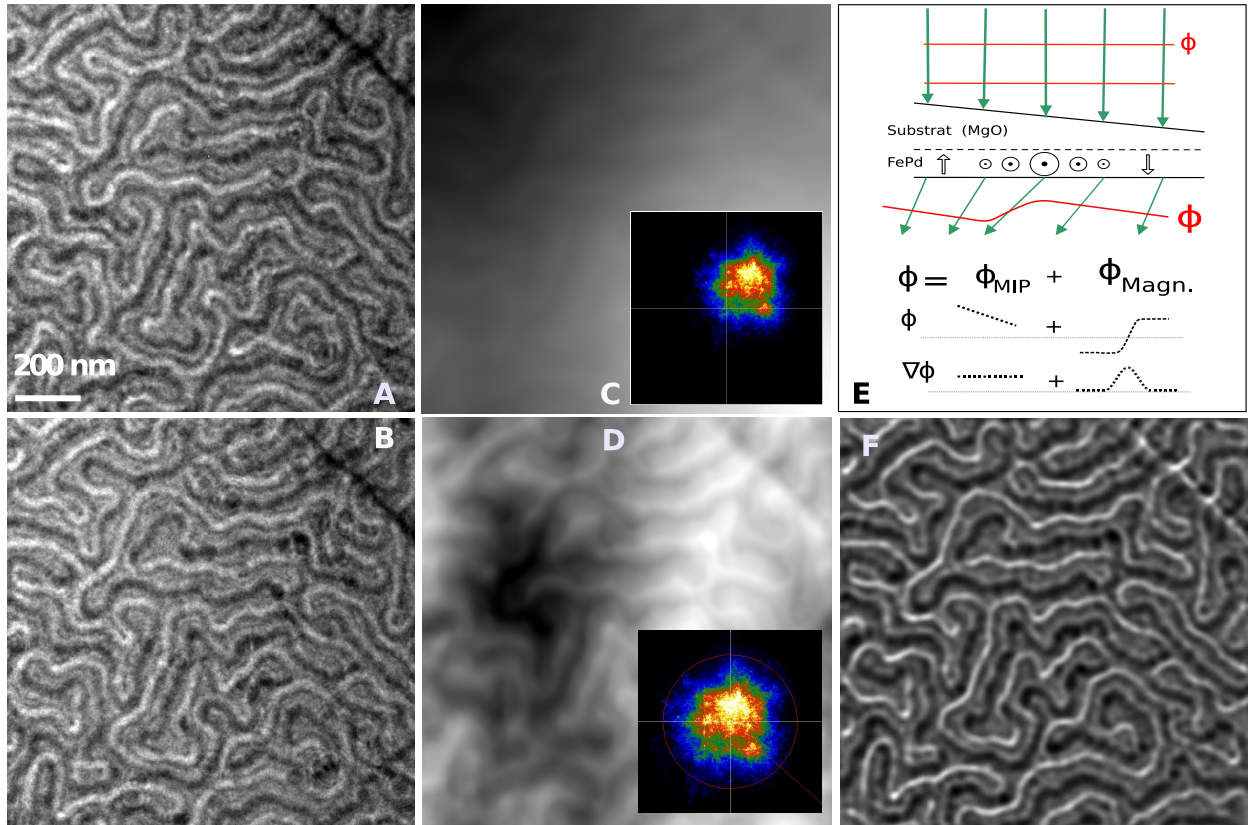 200 nm
A
C
ϕ
Substrat (MgO)
FePd
ϕ
ϕ = ϕMIP + ϕMagn.
ϕ +
∇ϕ +
E
B
D
F